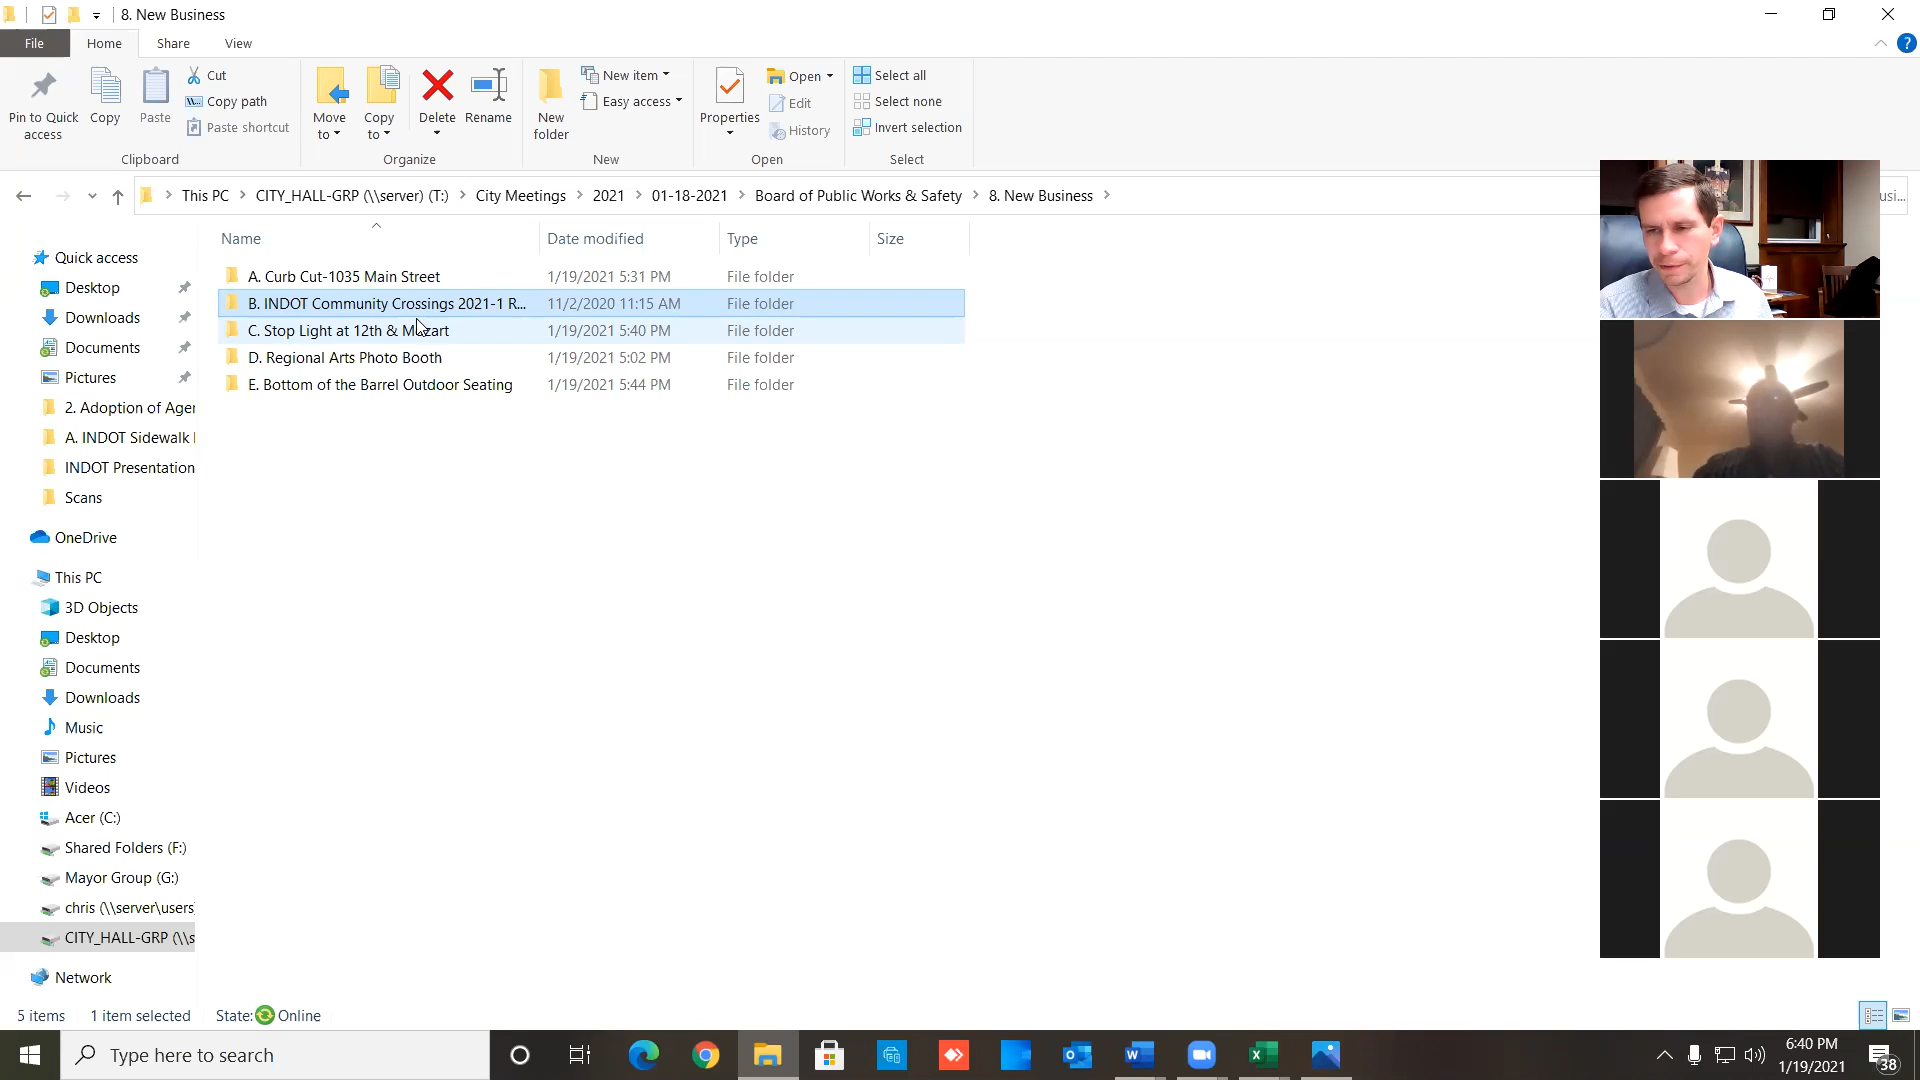 8. New Business
File Home Share View
Pin to Quick access
Copy
Paste
Cut
Copy path
Paste shortcut
Clipboard
Move to
Copy to
Delete
Rename
Organize
New folder
New item
Easy access
New
Properties
Open
Edit
History
Open
Select all
Select none
Invert selection
Select
This PC CITY_HALL-GRP (\\server) (T:) City Meetings 2021 01-18-2021 Board of Public Works & Safety 8. New Business
usi...
Name Date modified Type Size
A. Curb Cut-1035 Main Street 1/19/2021 5:31 PM File folder
B. INDOT Community Crossings 2021-1 R... 11/2/2020 11:15 AM File folder
C. Stop Light at 12th & Mozart 1/19/2021 5:40 PM File folder
D. Regional Arts Photo Booth 1/19/2021 5:02 PM File folder
E. Bottom of the Barrel Outdoor Seating 1/19/2021 5:44 PM File folder
Quick access
Desktop
Downloads
Documents
Pictures
2. Adoption of Ager
A. INDOT Sidewalk
INDOT Presentation
Scans
OneDrive
This PC
3D Objects
Desktop
Documents
Downloads
Music
Pictures
Videos
Acer (C:)
Shared Folders (F:)
Mayor Group (G:)
chris (\\server\users
CITY_HALL-GRP (\\s
Network
5 items 1 item selected State: Online
Type here to search
6:40 PM
1/19/2021
38